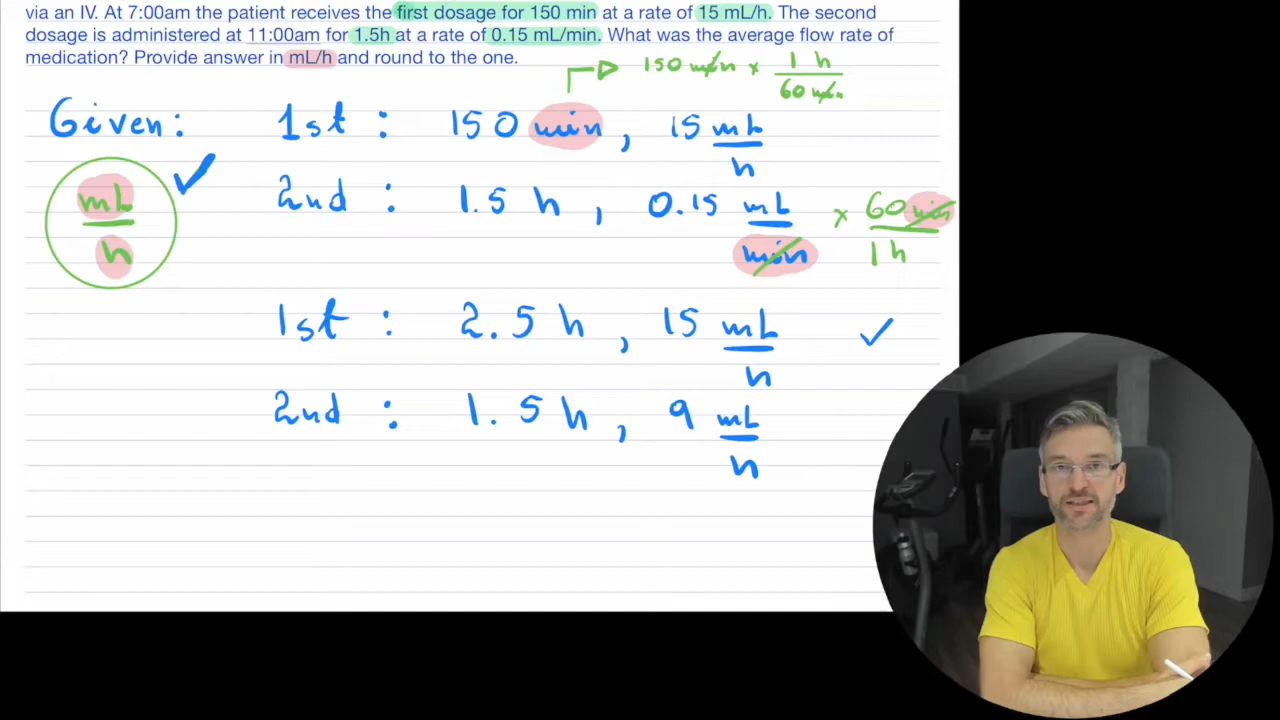 via an IV. At 7:00am the patient receives the first dosage for 150 min at a rate of 15 mL/h. The second
dosage is administered at 11:00am for 1.5h at a rate of 0.15 mL/min. What was the average flow rate of
medication? Provide answer in mL/h and round to the one.
150 min × 1 h / 60 min
Given: 1st : 150 min, 15 mL/h
mL/h
2nd : 1.5 h, 0.15 mL/min × 60 min / 1 h
1st : 2.5 h, 15 mL/h
2nd : 1.5 h, 9 mL/h